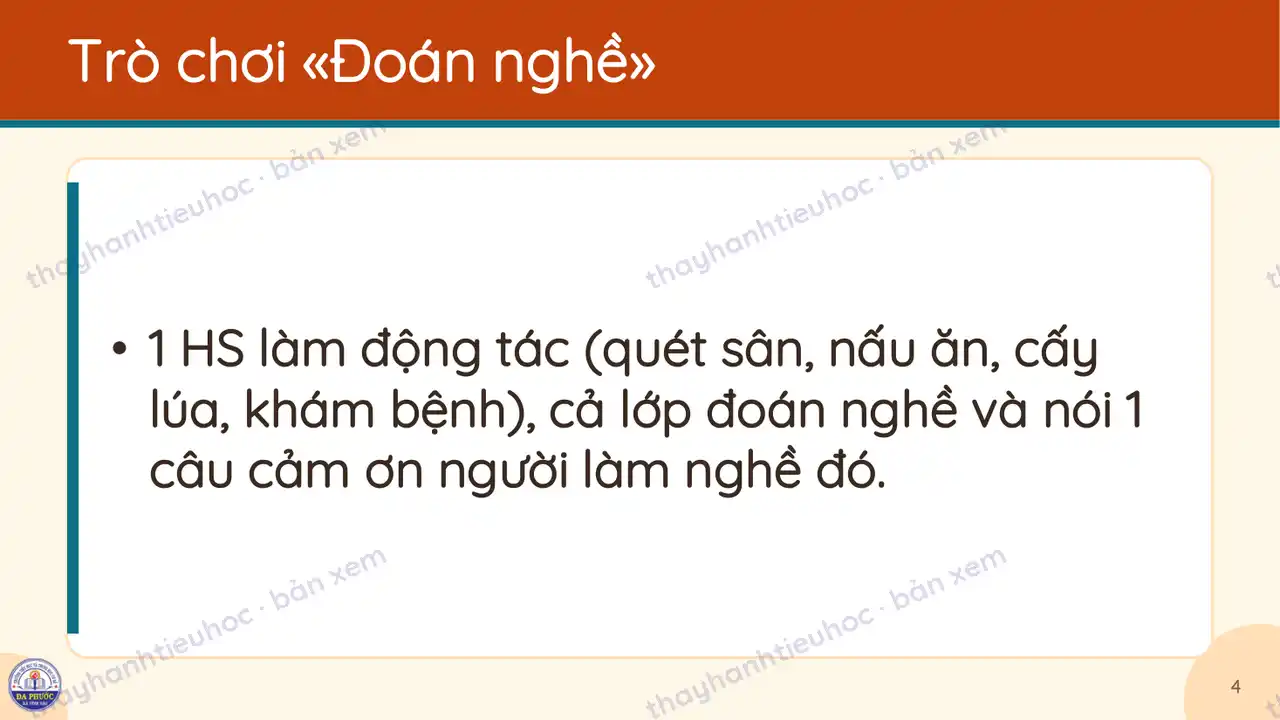 Trò chơi «Đoán nghề»
thayhanhtieuhoc · bản xem
thayhanhtieuhoc · bản xem
• 1 HS làm động tác (quét sân, nấu ăn, cấy
lúa, khám bệnh), cả lớp đoán nghề và nói 1
câu cảm ơn người làm nghề đó.
thayhanhtieuhoc · bản xem
thayhanhtieuhoc · bản xem
ĐA PHƯỚC
4